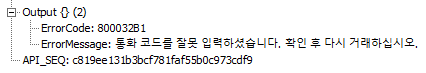 Output {} (2)
ErrorCode: 800032B1
ErrorMessage: 통화 코드를 잘못 입력하셨습니다. 확인 후 다시 거래하십시오.
API_SEQ: c819ee131b3bcf781faf55b0c973cdf9